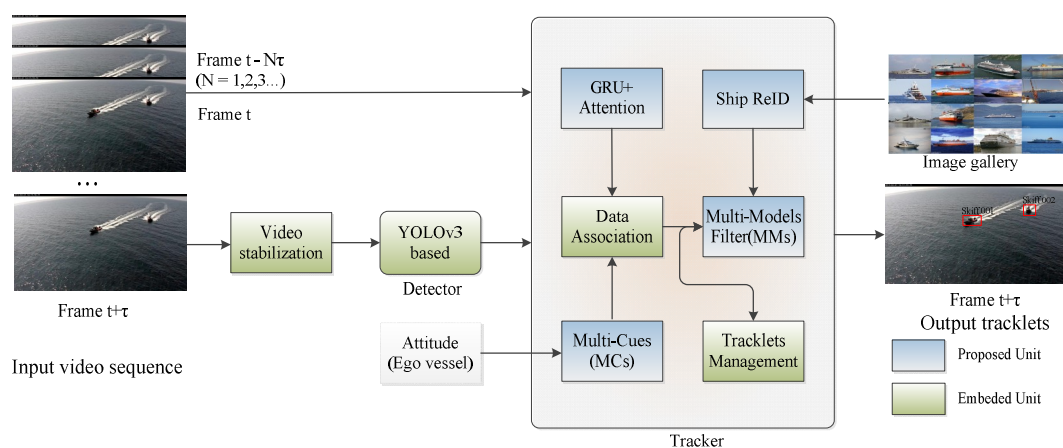 Frame t - Nτ
(N = 1,2,3...)
Frame t
...
Frame t+τ
Input video sequence
Video
stabilization
YOLOv3
based
Detector
Attitude
(Ego vessel)
GRU+
Attention
Ship ReID
Data
Association
Multi-Models
Filter(MMs)
Multi-Cues
(MCs)
Tracklets
Management
Tracker
Image gallery
Skiff001
Skiff002
Frame t+τ
Output tracklets
Proposed Unit
Embeded Unit